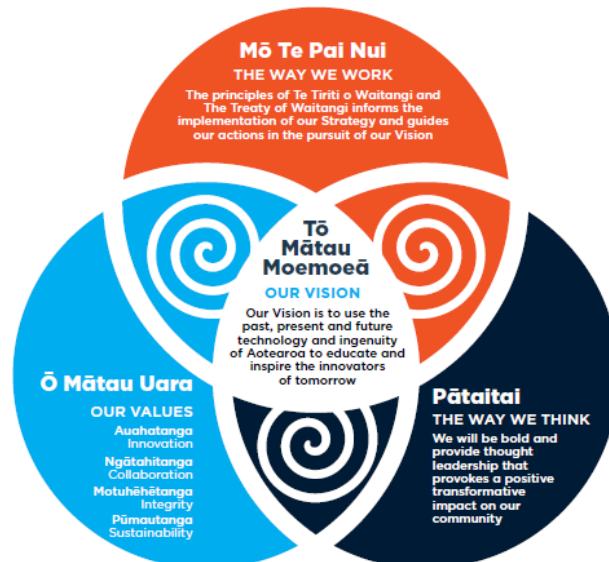 Mō Te Pai Nui
THE WAY WE WORK
The principles of Te Tiriti o Waitangi and
The Treaty of Waitangi informs the
implementation of our Strategy and guides
our actions in the pursuit of our Vision
Tō
Mātau
Moemoeā
OUR VISION
Our Vision is to use the
past, present and future
technology and ingenuity
of Aotearoa to educate and
inspire the innovators
of tomorrow
Ō Mātau Uara
OUR VALUES
Auahatanga
Innovation
Ngātahitanga
Collaboration
Motuhēhētanga
Integrity
Pūmautanga
Sustainability
Pātaitai
THE WAY WE THINK
We will be bold and
provide thought
leadership that
provokes a positive
transformative
impact on our
community